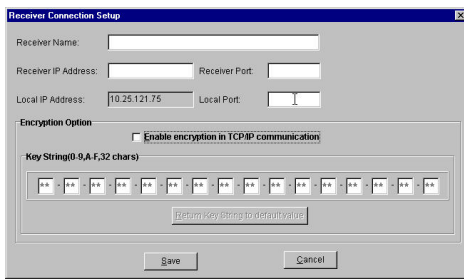 Receiver Connection Setup
Receiver Name:
Receiver IP Address:
Receiver Port:
Local IP Address: 10.25.121.75
Local Port:
Encryption Option
Enable encryption in TCP/IP communication
Key String(0-9,A-F,32 chars)
** - ** - ** - ** - ** - ** - ** - ** - ** - ** - ** - ** - ** - ** - ** - **
Return Key String to default value
Save
Cancel